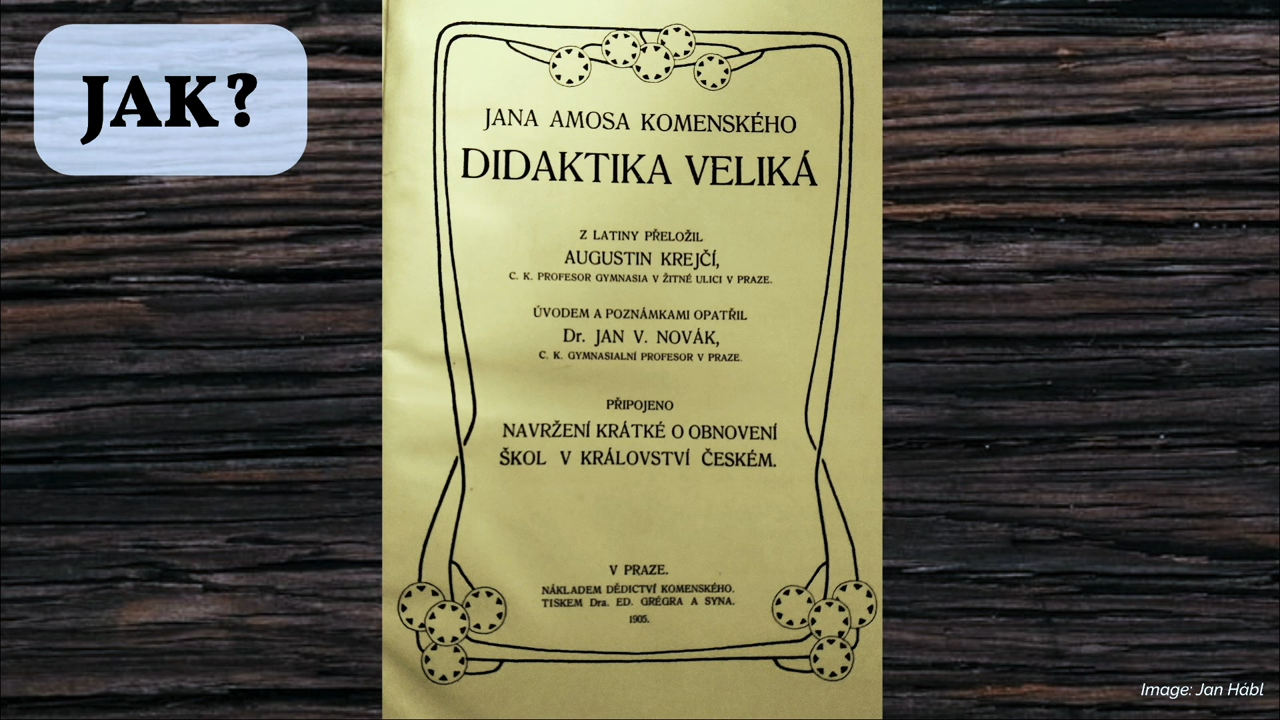 JAK?
JANA AMOSA KOMENSKÉHO
DIDAKTIKA VELIKÁ
Z LATINY PŘELOŽIL
AUGUSTIN KREJČÍ,
C. K. PROFESOR GYMNASIA V ŽITNÉ ULICI V PRAZE.
ÚVODEM A POZNÁMKAMI OPATŘIL
Dr. JAN V. NOVÁK,
C. K. GYMNASIALNÍ PROFESOR V PRAZE.
PŘIPOJENO
NAVRŽENÍ KRÁTKÉ O OBNOVENÍ
ŠKOL V KRÁLOVSTVÍ ČESKÉM.
V PRAZE.
NÁKLADEM DĚDICTVÍ KOMENSKÉHO.
TISKEM Dra. ED. GRÉGRA A SYNA.
1905.
Image: Jan Hábl